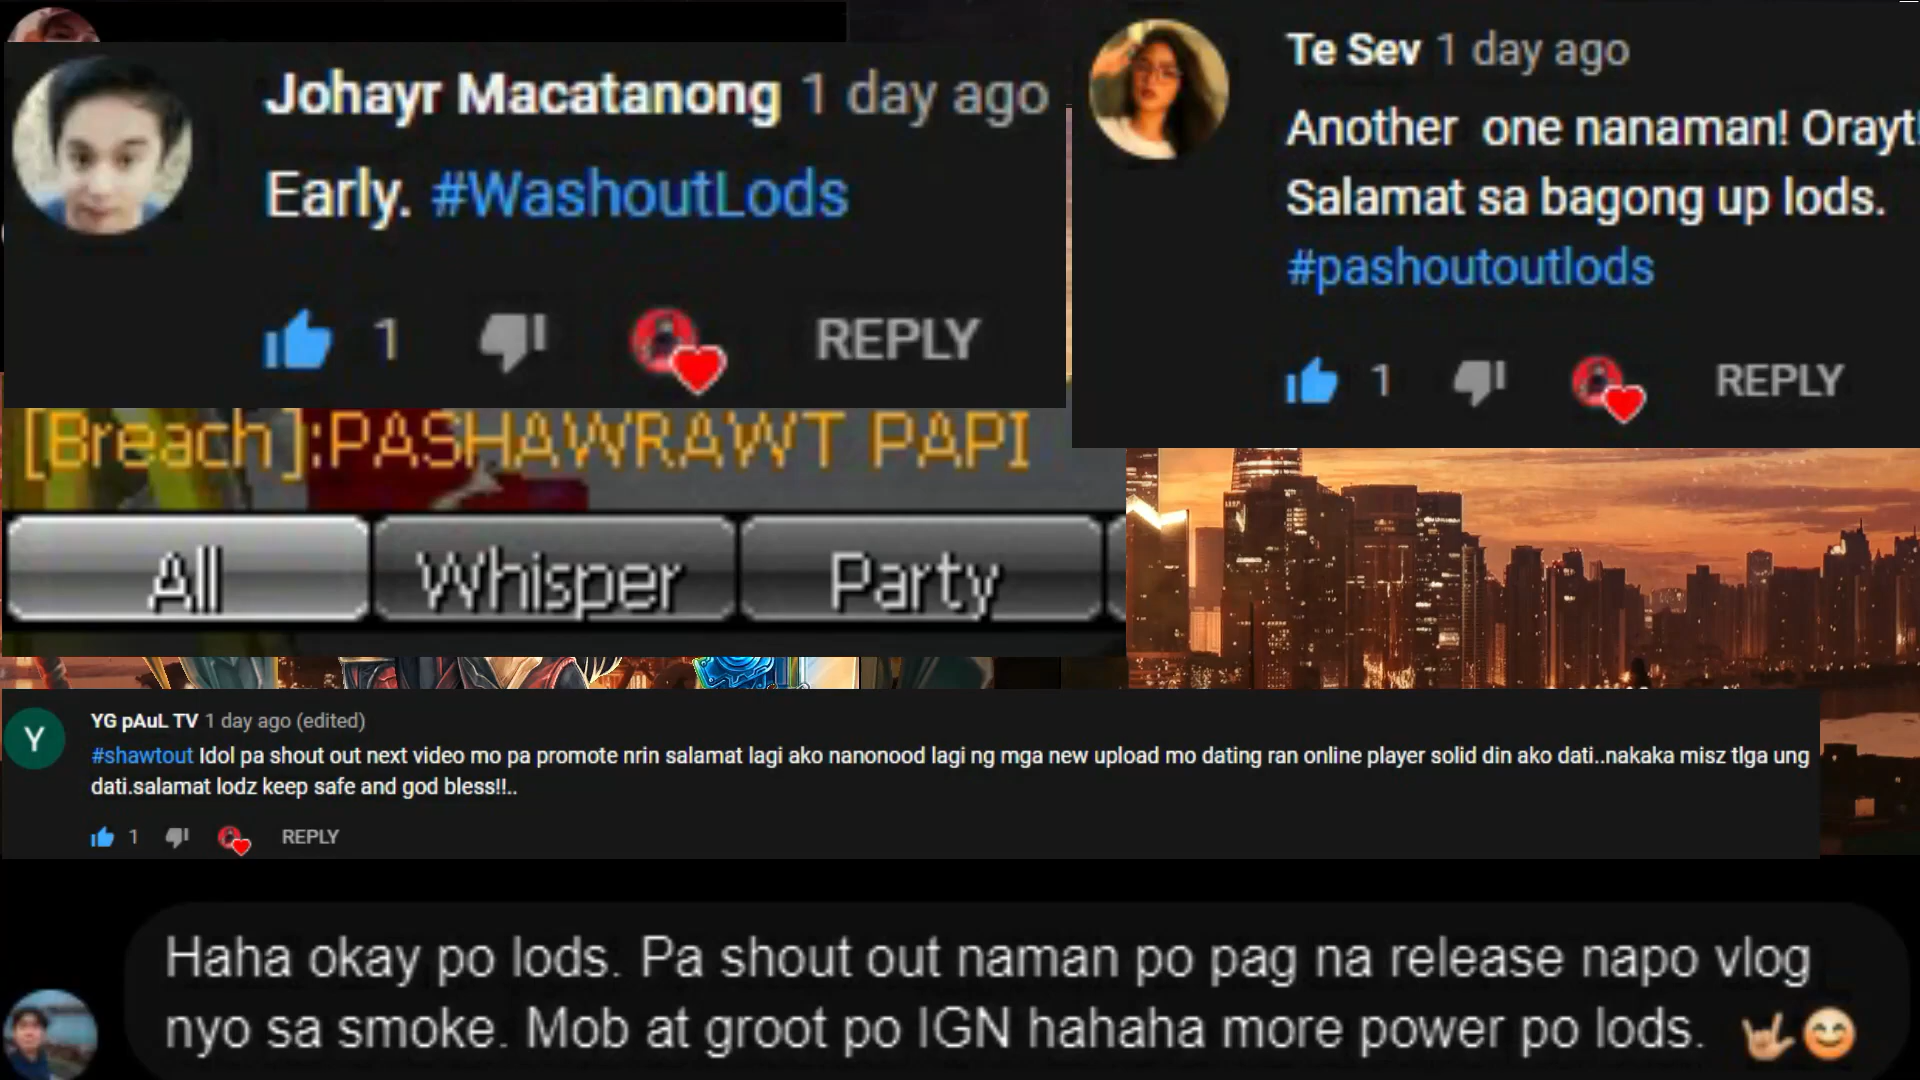 Johayr Macatanong 1 day ago
Early. #WashoutLods
1
REPLY
Te Sev 1 day ago
Another one nanaman! Orayt!
Salamat sa bagong up lods.
#pashoutoutlods
1
REPLY
[Breach]:PASHAWRAWT PAPI
All Whisper Party
Y
YG pAuL TV 1 day ago (edited)
#shawtout Idol pa shout out next video mo pa promote nrin salamat lagi ako nanonood lagi ng mga new upload mo dating ran online player solid din ako dati..nakaka misz tlga ung
dati.salamat lodz keep safe and god bless!!..
1
REPLY
Haha okay po lods. Pa shout out naman po pag na release napo vlog
nyo sa smoke. Mob at groot po IGN hahaha more power po lods. 🤟😊